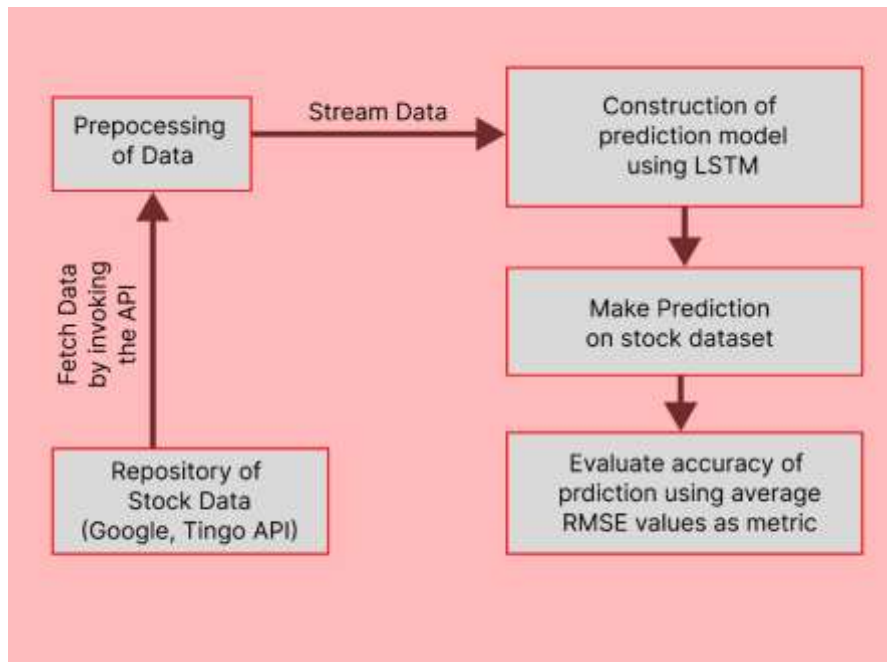 Prepocessing
of Data
Stream Data
Construction of
prediction model
using LSTM
Fetch Data
by invoking
the API
Make Prediction
on stock dataset
Repository of
Stock Data
(Google, Tingo API)
Evaluate accuracy of
prdiction using average
RMSE values as metric